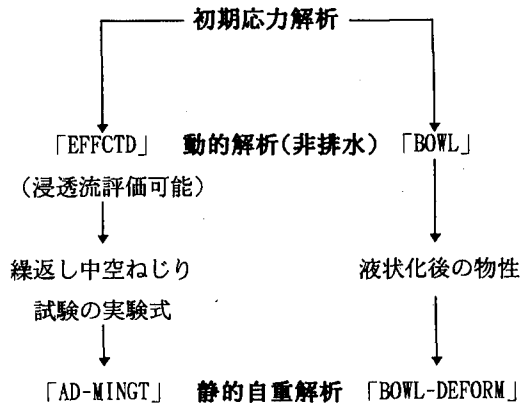 初期応力解析
「EFFCTD」 動的解析(非排水) 「BOWL」
(浸透流評価可能)
繰返し中空ねじり 液状化後の物性
試験の実験式
「AD-MINGT」 静的自重解析 「BOWL-DEFORM」